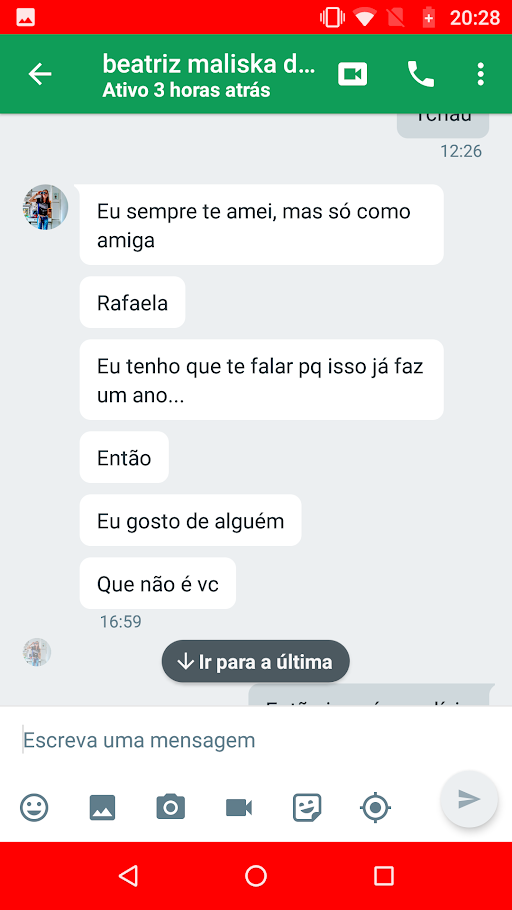 20:28
beatriz maliska d...
Ativo 3 horas atrás
Tchau
12:26
Eu sempre te amei, mas só como
amiga
Rafaela
Eu tenho que te falar pq isso já faz
um ano...
Então
Eu gosto de alguém
Que não é vc
16:59
Ir para a última
Escreva uma mensagem